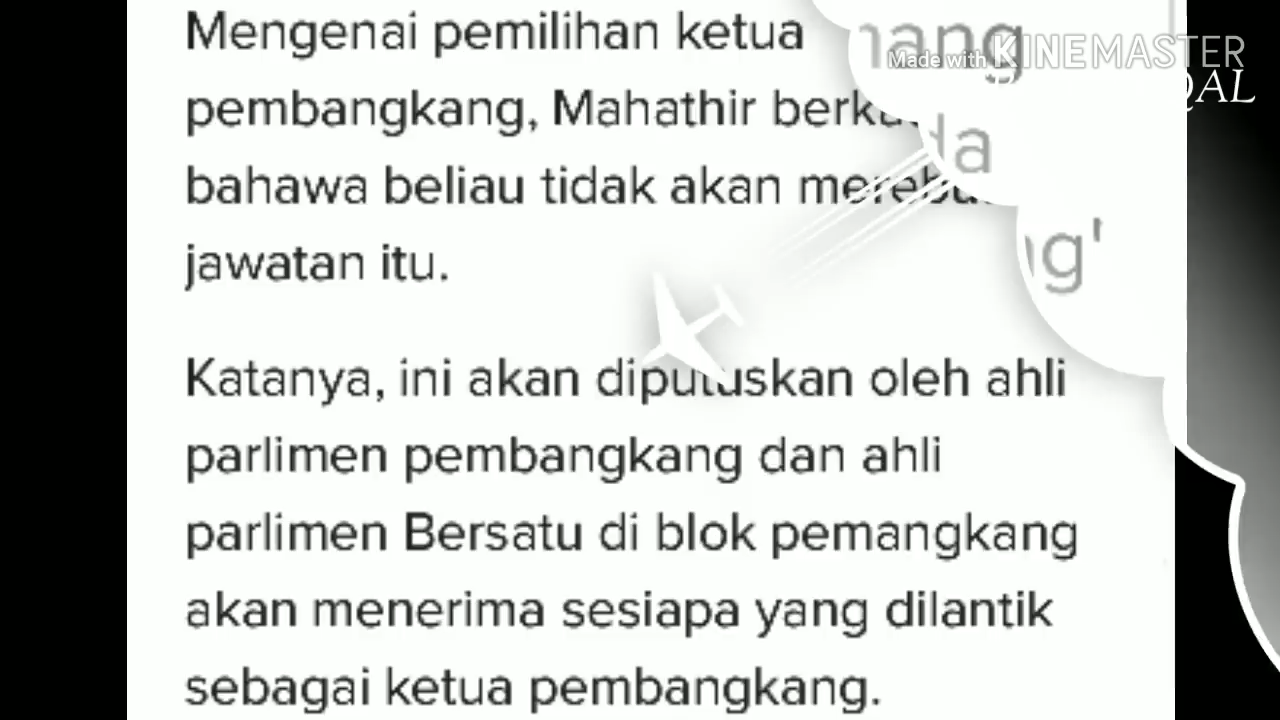 Mengenai pemilihan ketua
pembangkang, Mahathir
bahawa beliau tidak akan
jawatan itu.
Katanya, ini akan diputuskan oleh ahli
parlimen pembangkang dan ahli
parlimen Bersatu di blok pemangkang
akan menerima sesiapa yang dilantik
sebagai ketua pembangkang.
Made with KINEMASTER